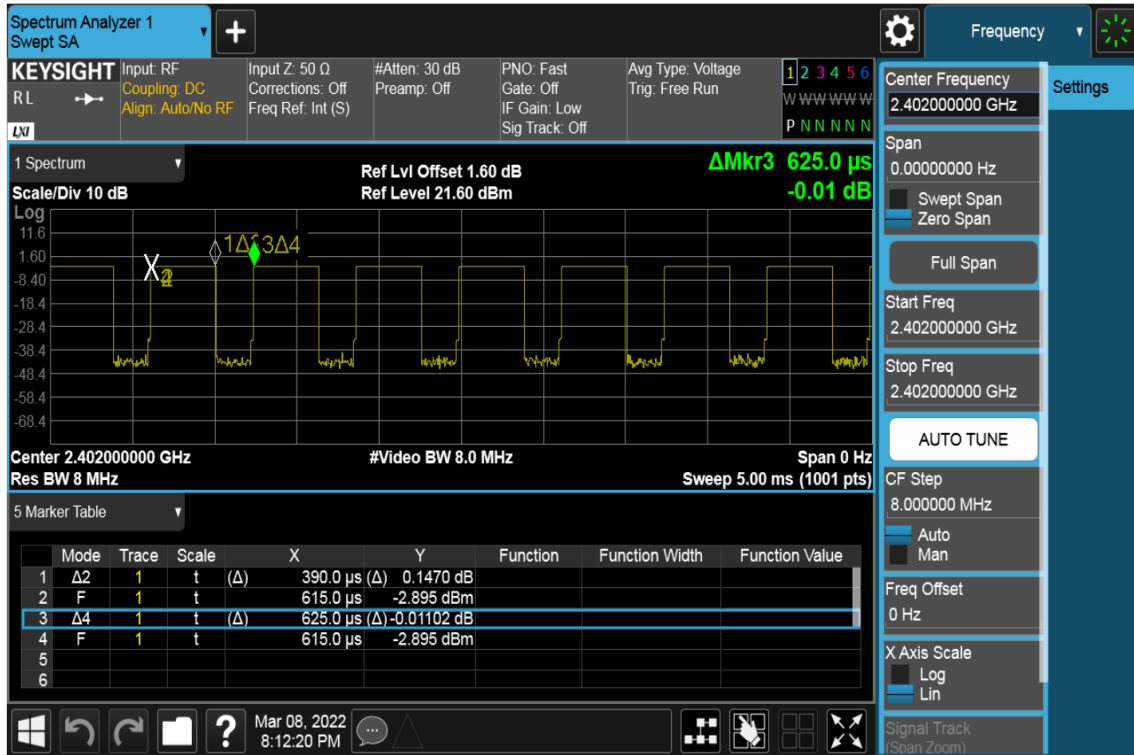 Spectrum Analyzer 1
Swept SA
+
Frequency
KEYSIGHT
RL
LXI
Input: RF
Coupling: DC
Align: Auto/No RF
Input Z: 50 Ω
Corrections: Off
Freq Ref: Int (S)
#Atten: 30 dB
Preamp: Off
PNO: Fast
Gate: Off
IF Gain: Low
Sig Track: Off
Avg Type: Voltage
Trig: Free Run
1 2 3 4 5 6
W W W W W W
P N N N N N
1 Spectrum
Scale/Div 10 dB
Log
Ref Lvl Offset 1.60 dB
Ref Level 21.60 dBm
ΔMkr3 625.0 µs
-0.01 dB
11.6
1.60
-8.40
-18.4
-28.4
-38.4
-48.4
-58.4
-68.4
3Δ4
Center 2.402000000 GHz
#Video BW 8.0 MHz
Span 0 Hz
Res BW 8 MHz
Sweep 5.00 ms (1001 pts)
5 Marker Table
Mode Trace Scale X Y Function Function Width Function Value
1 Δ2 1 t (Δ) 390.0 µs (Δ) 0.1470 dB
2 F 1 t 615.0 µs -2.895 dBm
3 Δ4 1 t (Δ) 625.0 µs (Δ) -0.01102 dB
4 F 1 t 615.0 µs -2.895 dBm
5
6
?
Mar 08, 2022
8:12:20 PM
Center Frequency
2.402000000 GHz
Span
0.00000000 Hz
Swept Span
Zero Span
Full Span
Start Freq
2.402000000 GHz
Stop Freq
2.402000000 GHz
AUTO TUNE
CF Step
8.000000 MHz
Auto
Man
Freq Offset
0 Hz
X Axis Scale
Log
Lin
Signal Track
(Span Zoom)
Settings